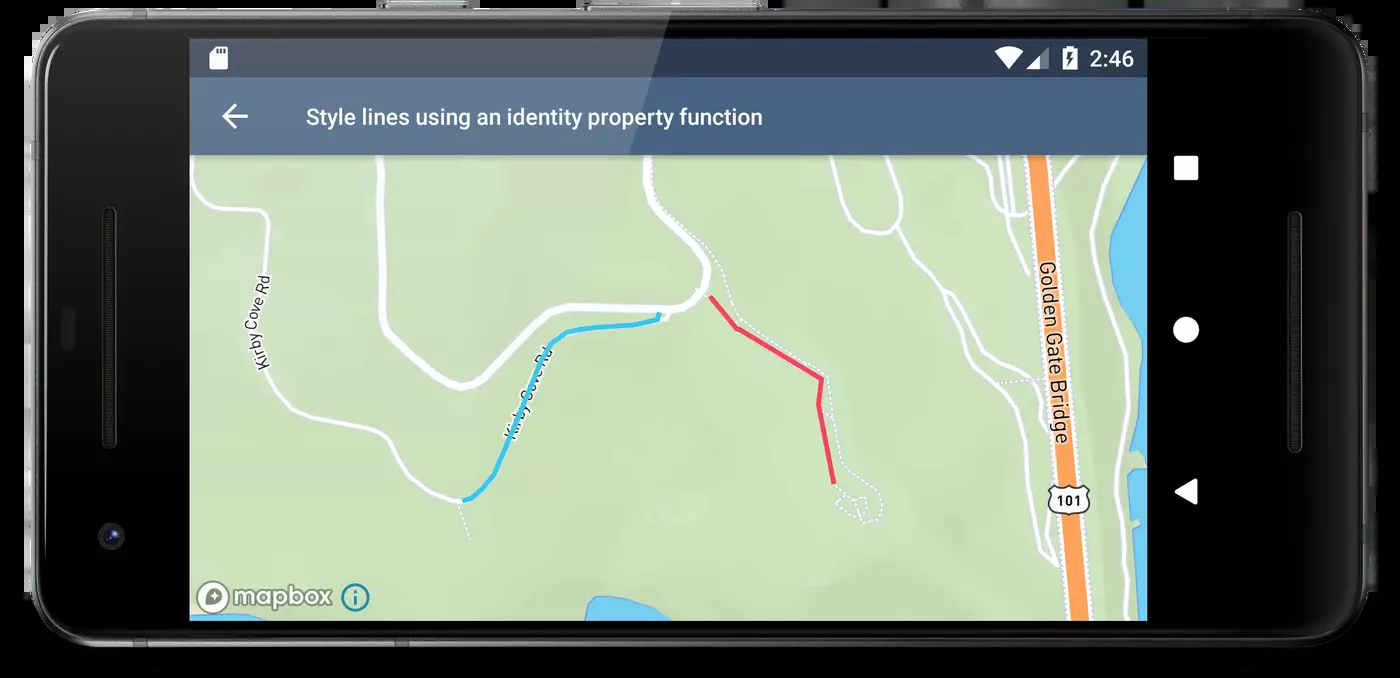 2:46
Style lines using an identity property function
Kirby Cove Rd
Kirby Cove Rd
Golden Gate Bridge
101
mapbox
i